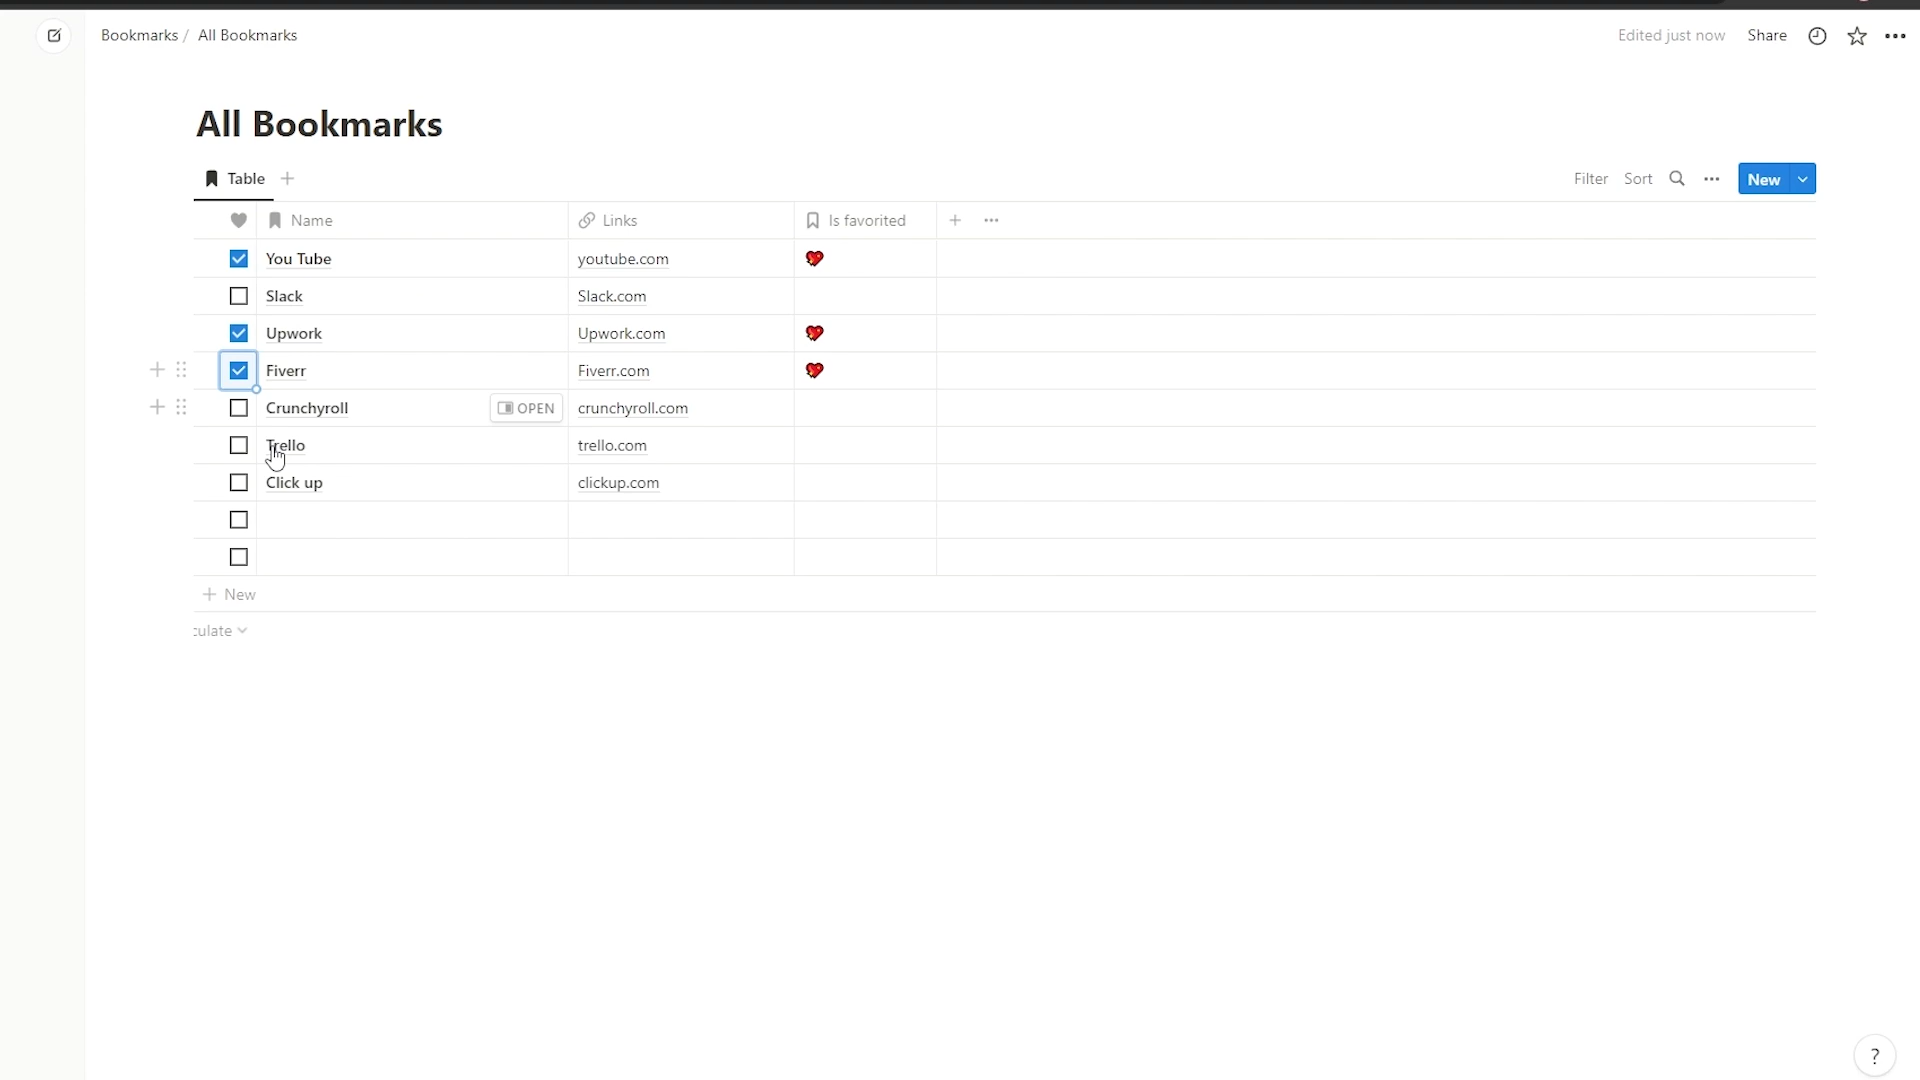 Bookmarks / All Bookmarks
Edited just now Share
All Bookmarks
Table
Filter Sort New
Name Links Is favorited
You Tube youtube.com
Slack Slack.com
Upwork Upwork.com
Fiverr Fiverr.com
Crunchyroll OPEN crunchyroll.com
Trello trello.com
Click up clickup.com
+ New
culate
?